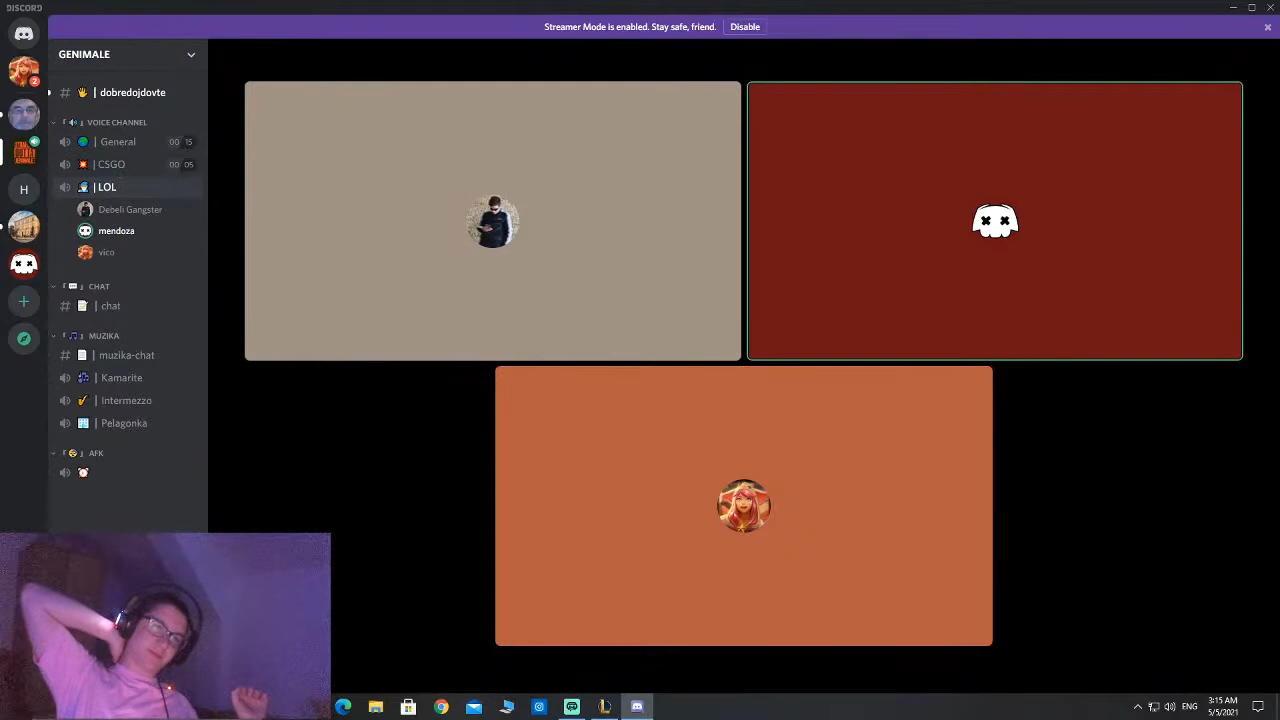 DISCORD
Streamer Mode is enabled. Stay safe, friend.
Disable
GENIMALE
| dobredojdovte
VOICE CHANNEL
| General
00 15
| CSGO
00 05
| LOL
Debeli Gangster
mendoza
vico
CHAT
| chat
MUZIKA
| muzika-chat
| Kamarite
| Intermezzo
| Pelagonka
AFK
2
H
ENG
3:15 AM
5/5/2021